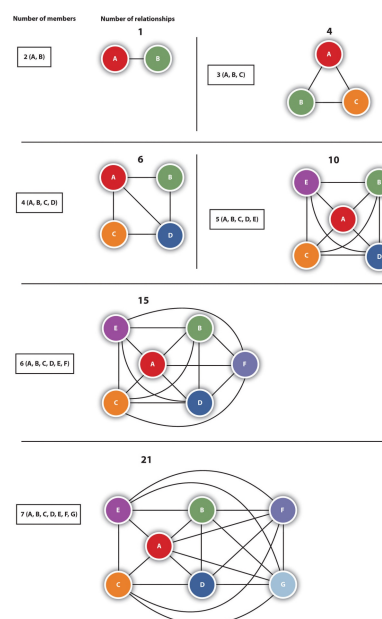 Number of members Number of relationships
1
2 (A, B)
A B
4
3 (A, B, C)
A
B C
6
4 (A, B, C, D)
A B
C D
10
5 (A, B, C, D, E)
E B
A
C D
15
6 (A, B, C, D, E, F)
E B
A F
C D
21
7 (A, B, C, D, E, F, G)
E B F
A
C D G